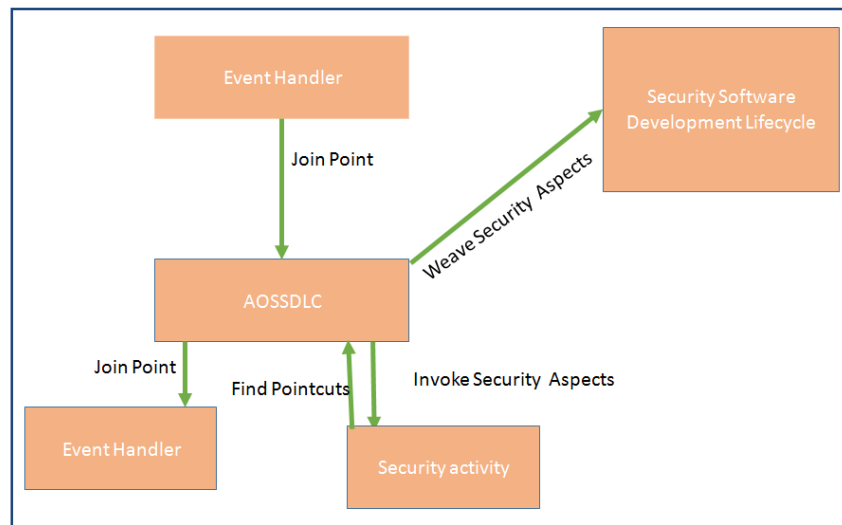 Event Handler
Security Software
Development Lifecycle
Join Point
Weave Security Aspects
AOSSDLC
Join Point
Find Pointcuts
Invoke Security Aspects
Event Handler
Security activity